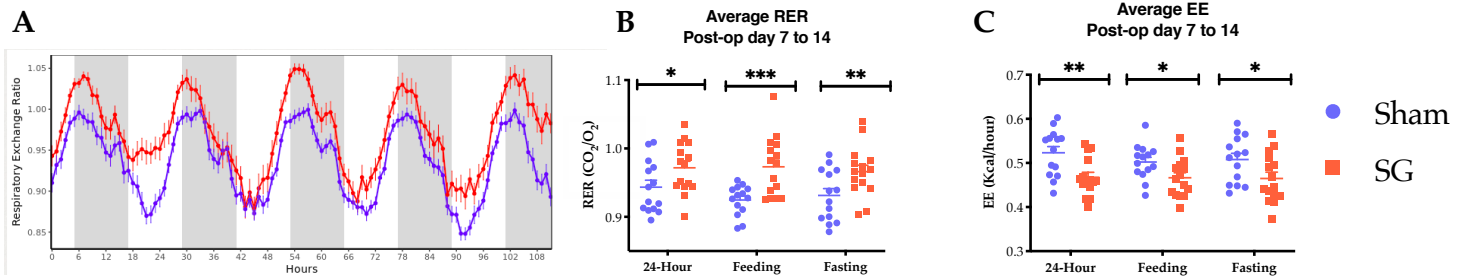 A
Respiratory Exchange Ratio
1.05
1.00
0.95
0.90
0.85
0 6 12 18 24 30 36 42 48 54 60 66 72 78 84 90 96 102 108
Hours
B
Average RER
Post-op day 7 to 14
* *** **
RER (CO₂/O₂)
1.1
1.0
0.9
24-Hour Feeding Fasting
C
Average EE
Post-op day 7 to 14
** * *
EE (Kcal/hour)
0.7
0.6
0.5
0.4
0.3
24-Hour Feeding Fasting
Sham
SG